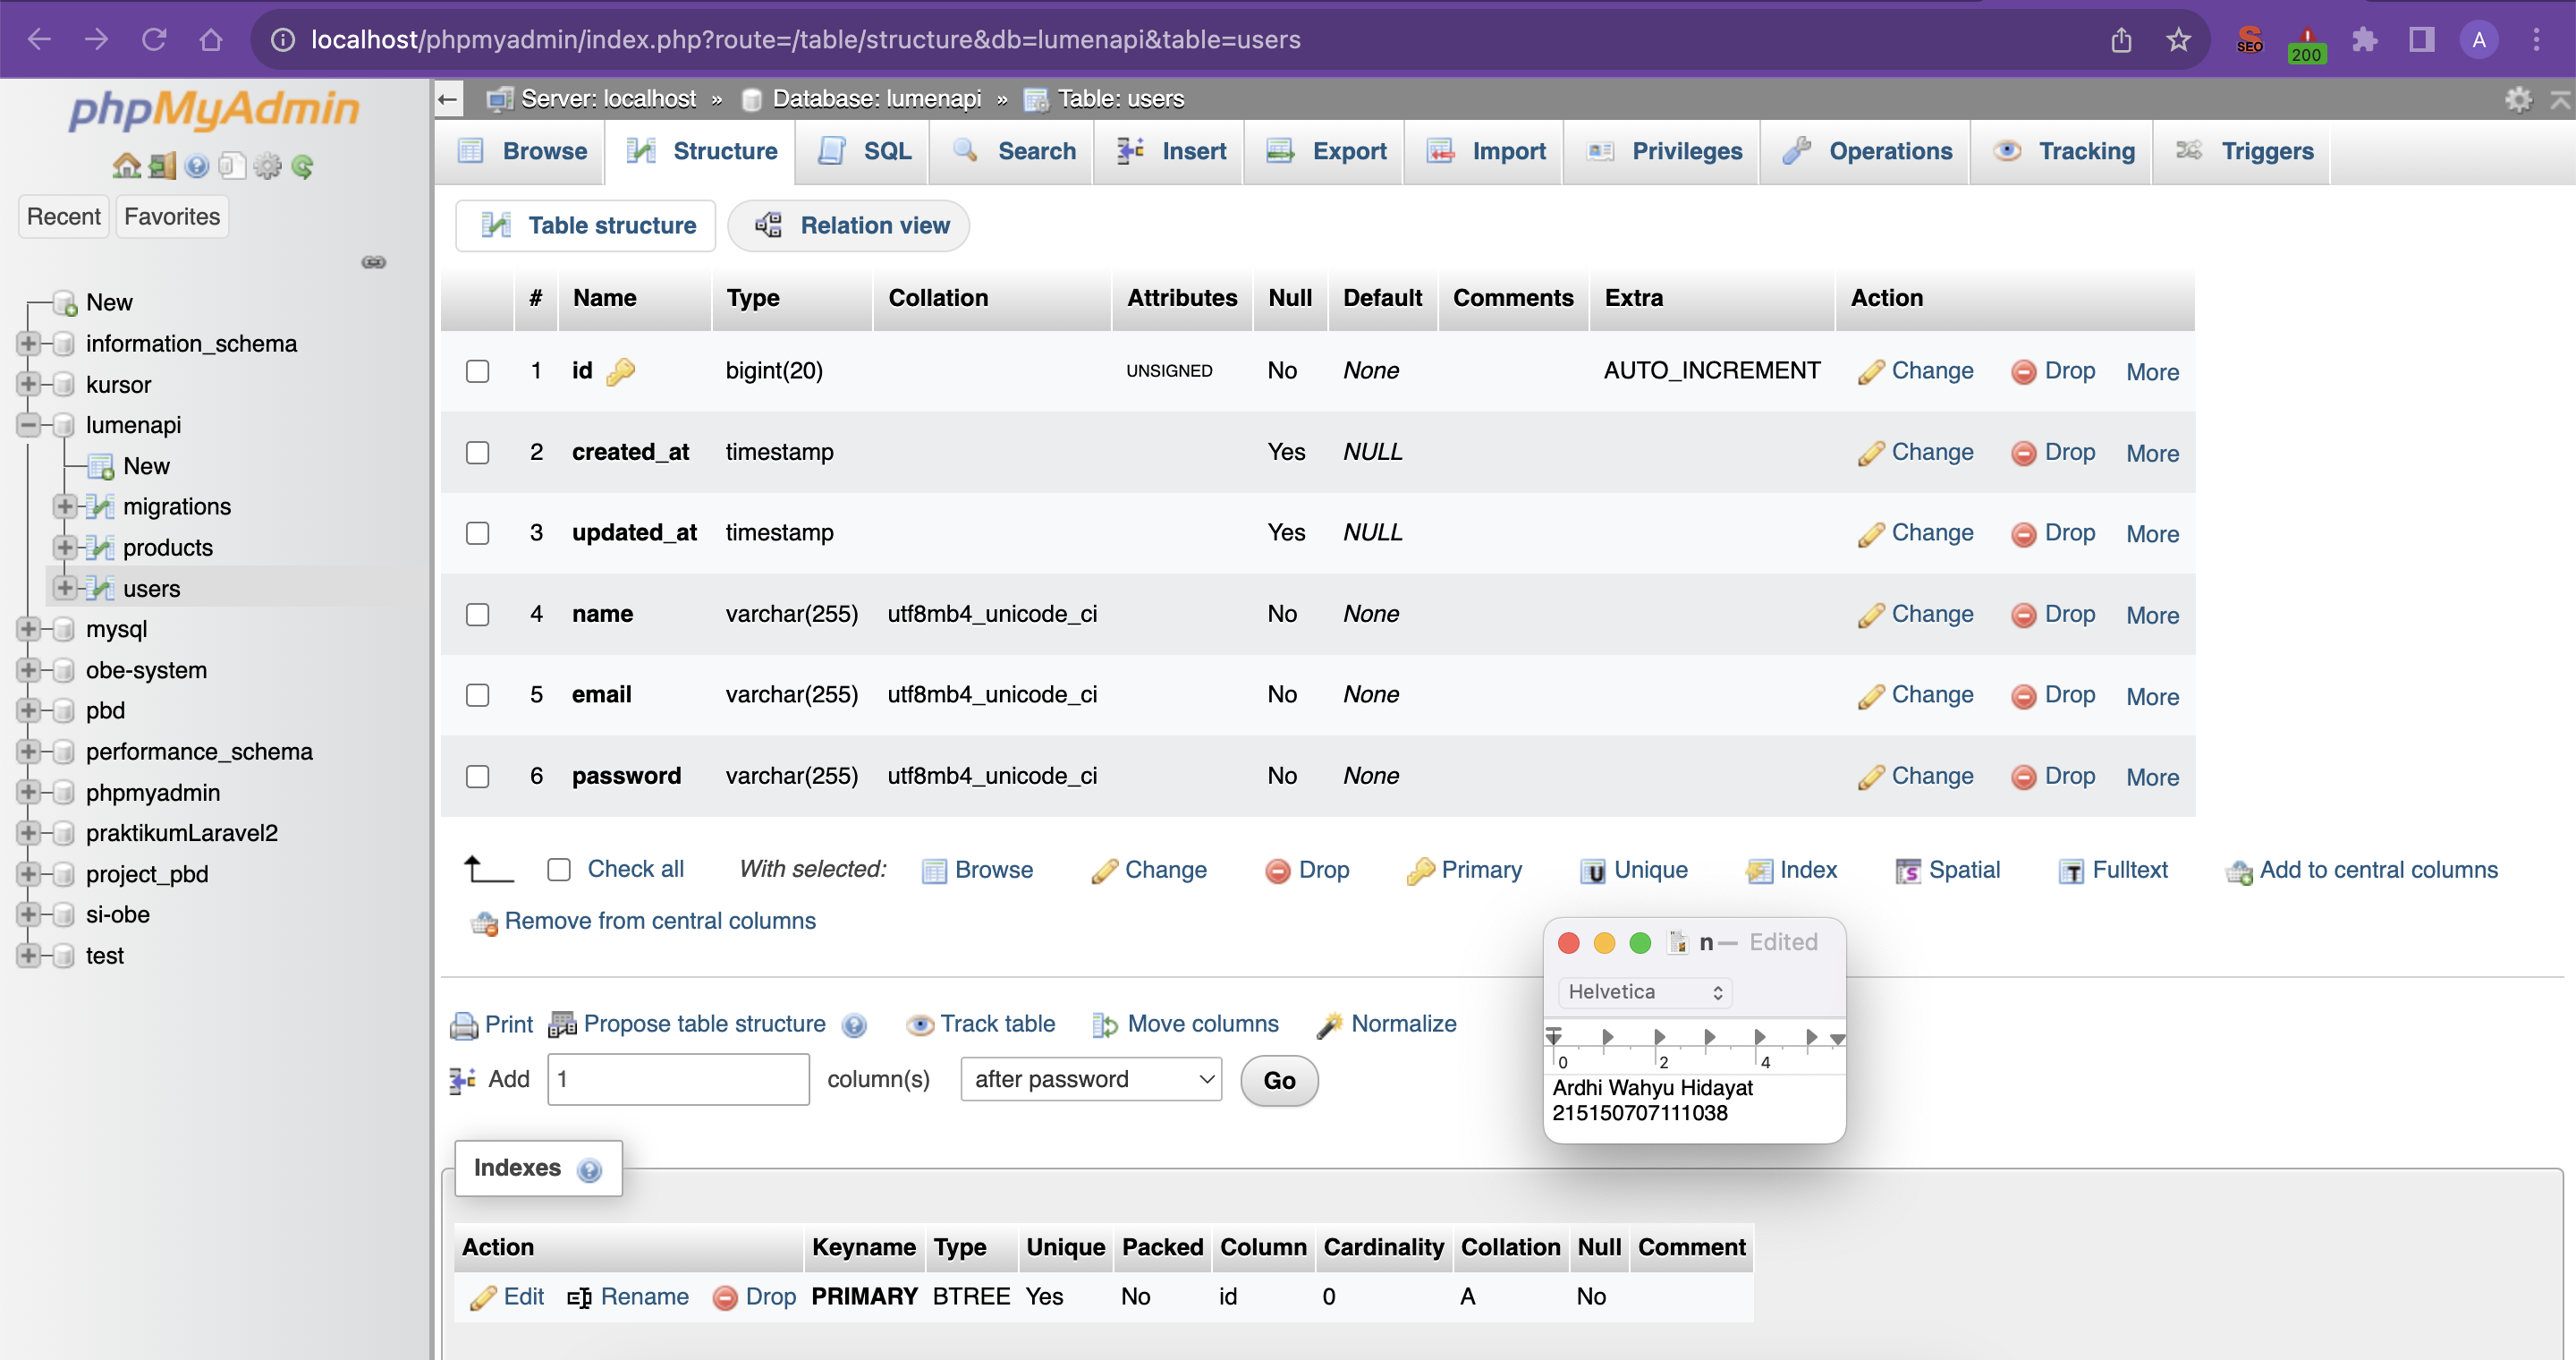 localhost/phpmyadmin/index.php?route=/table/structure&db=lumenapi&table=users
SEO
200
A
phpMyAdmin
Recent Favorites
New
information_schema
kursor
lumenapi
New
migrations
products
users
mysql
obe-system
pbd
performance_schema
phpmyadmin
praktikumLaravel2
project_pbd
si-obe
test
Server: localhost » Database: lumenapi » Table: users
Browse Structure SQL Search Insert Export Import Privileges Operations Tracking Triggers
Table structure Relation view
# Name Type Collation Attributes Null Default Comments Extra Action
1 id bigint(20) UNSIGNED No None AUTO_INCREMENT Change Drop More
2 created_at timestamp Yes NULL Change Drop More
3 updated_at timestamp Yes NULL Change Drop More
4 name varchar(255) utf8mb4_unicode_ci No None Change Drop More
5 email varchar(255) utf8mb4_unicode_ci No None Change Drop More
6 password varchar(255) utf8mb4_unicode_ci No None Change Drop More
Check all With selected: Browse Change Drop Primary Unique Index Spatial Fulltext Add to central columns
Remove from central columns
Print Propose table structure Track table Move columns Normalize
Add 1 column(s) after password Go
n — Edited
Helvetica
0 2 4
Ardhi Wahyu Hidayat
215150707111038
Indexes
Action Keyname Type Unique Packed Column Cardinality Collation Null Comment
Edit Rename Drop PRIMARY BTREE Yes No id 0 A No